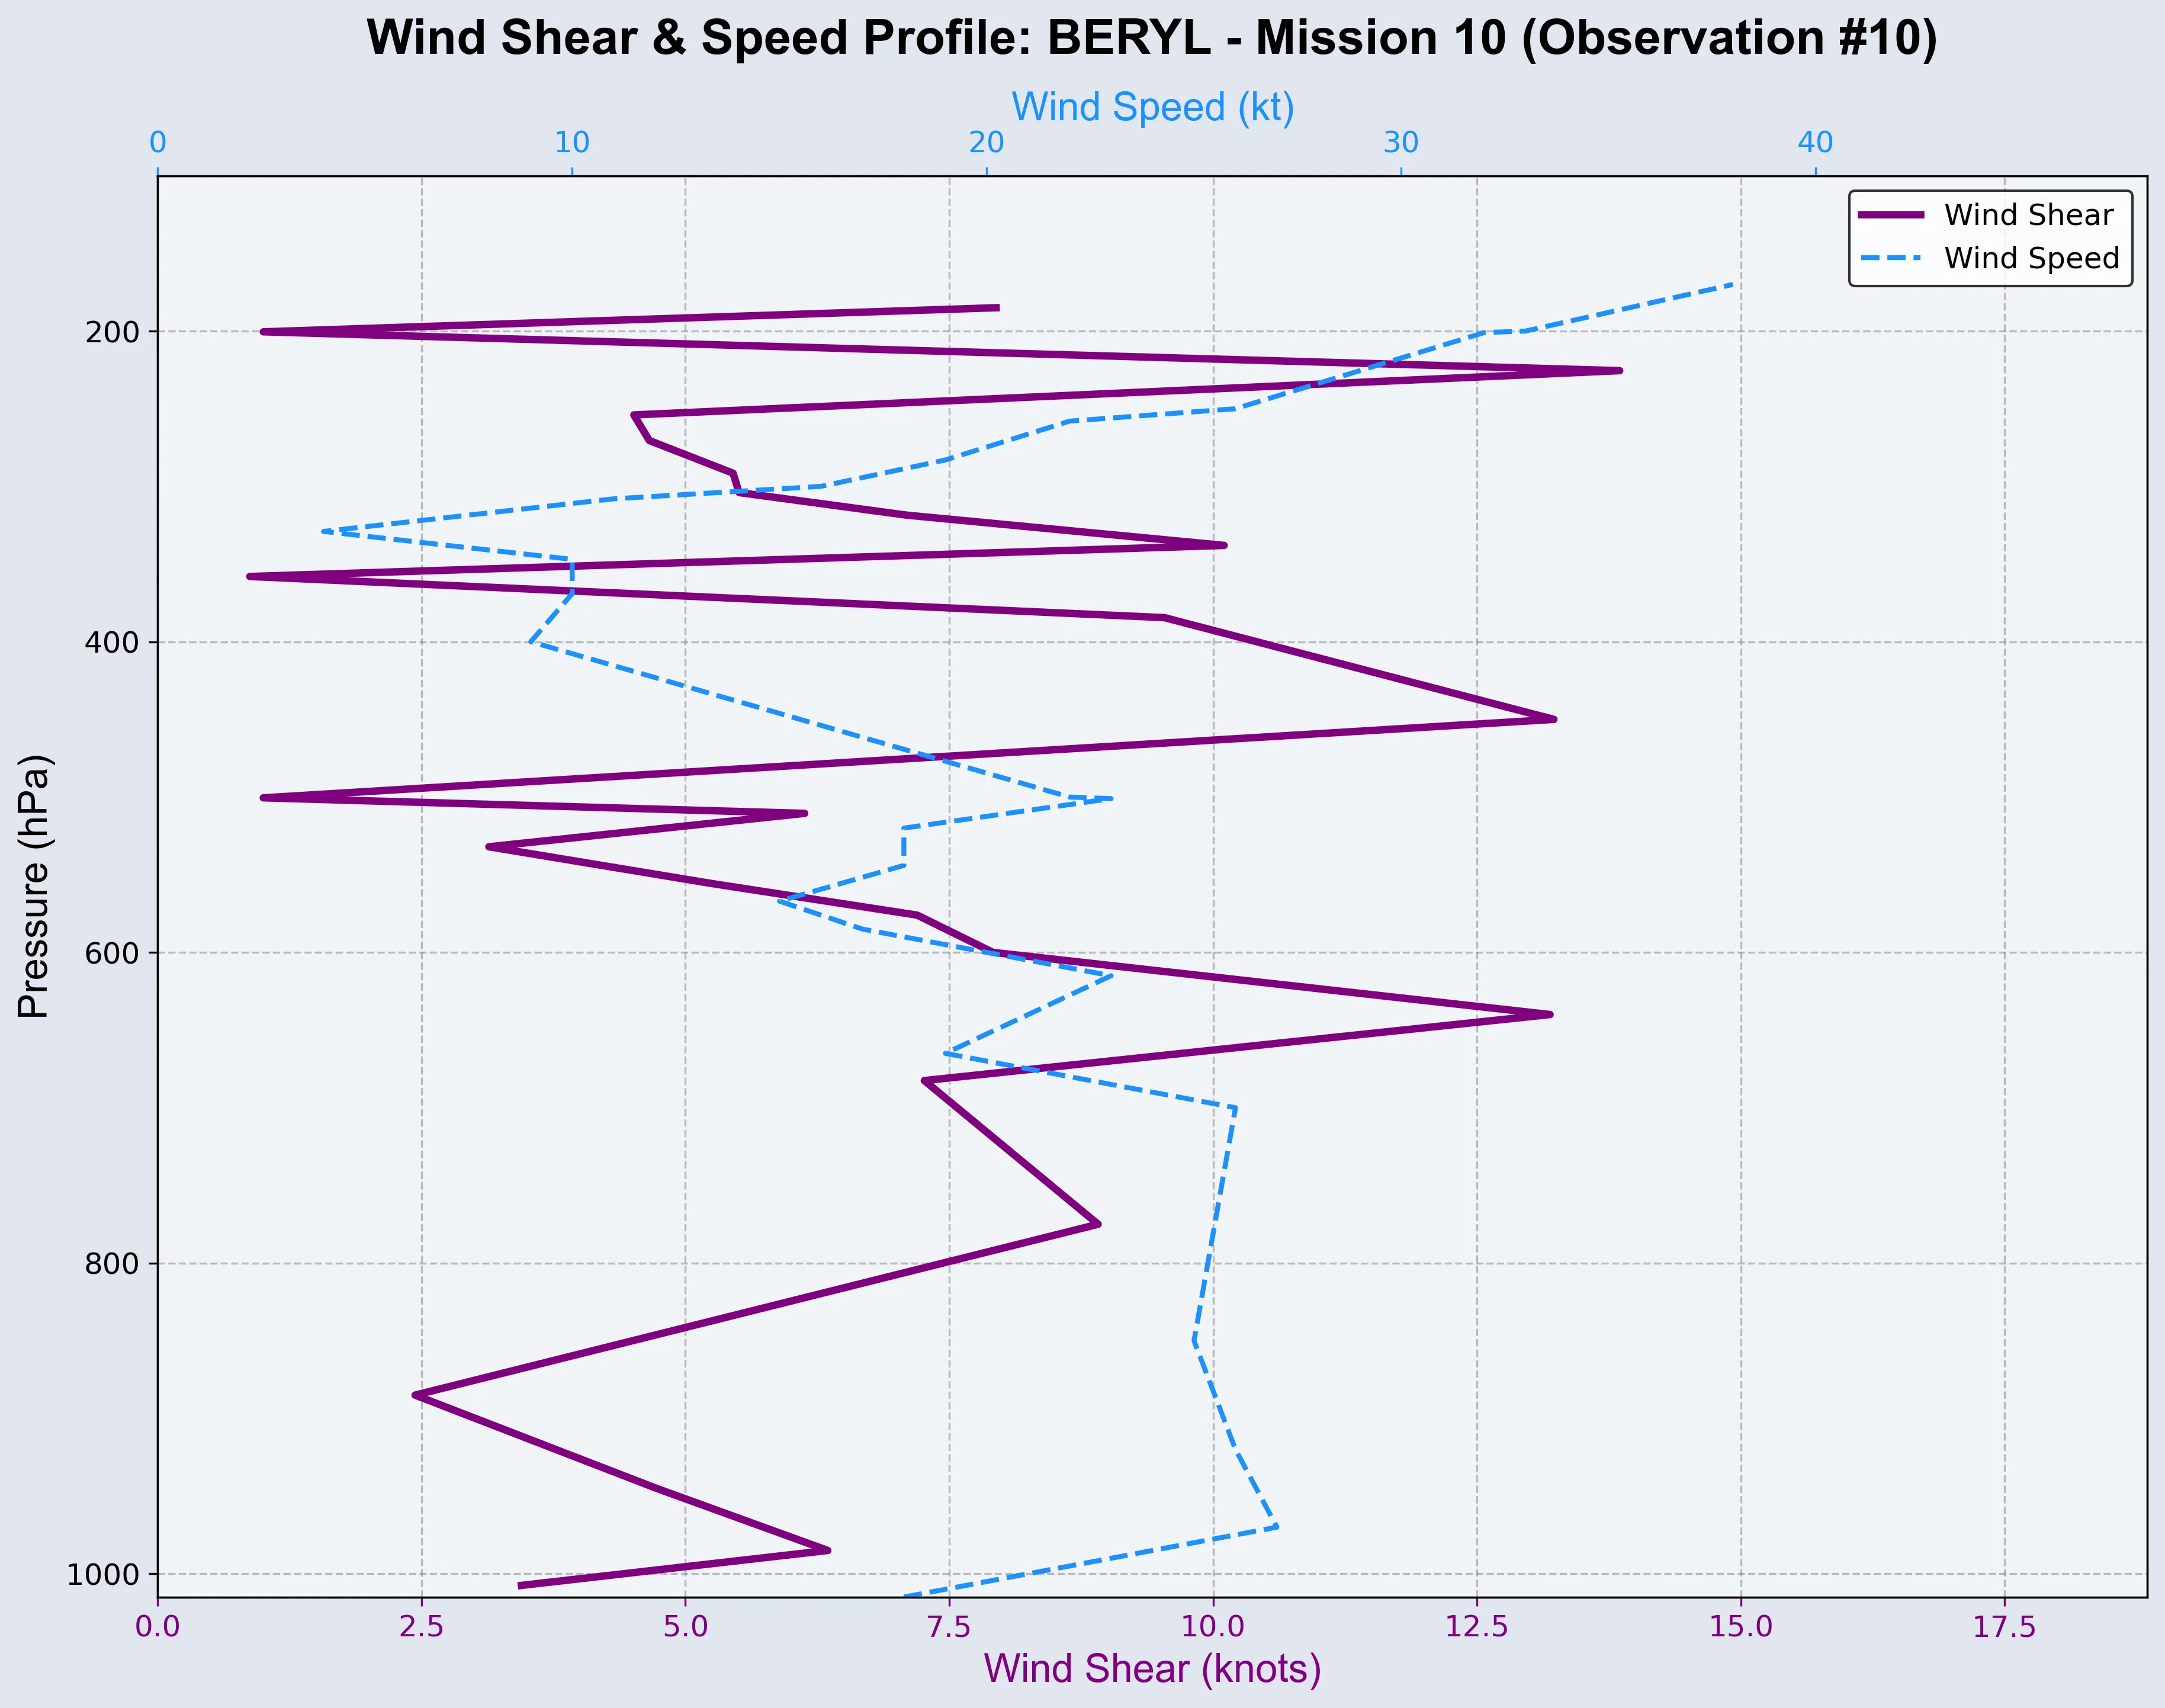 Wind Shear & Speed Profile: BERYL - Mission 10 (Observation #10)
Wind Speed (kt)
0 10 20 30 40
Wind Shear
Wind Speed
200
400
600
800
1000
Pressure (hPa)
0.0 2.5 5.0 7.5 10.0 12.5 15.0 17.5
Wind Shear (knots)